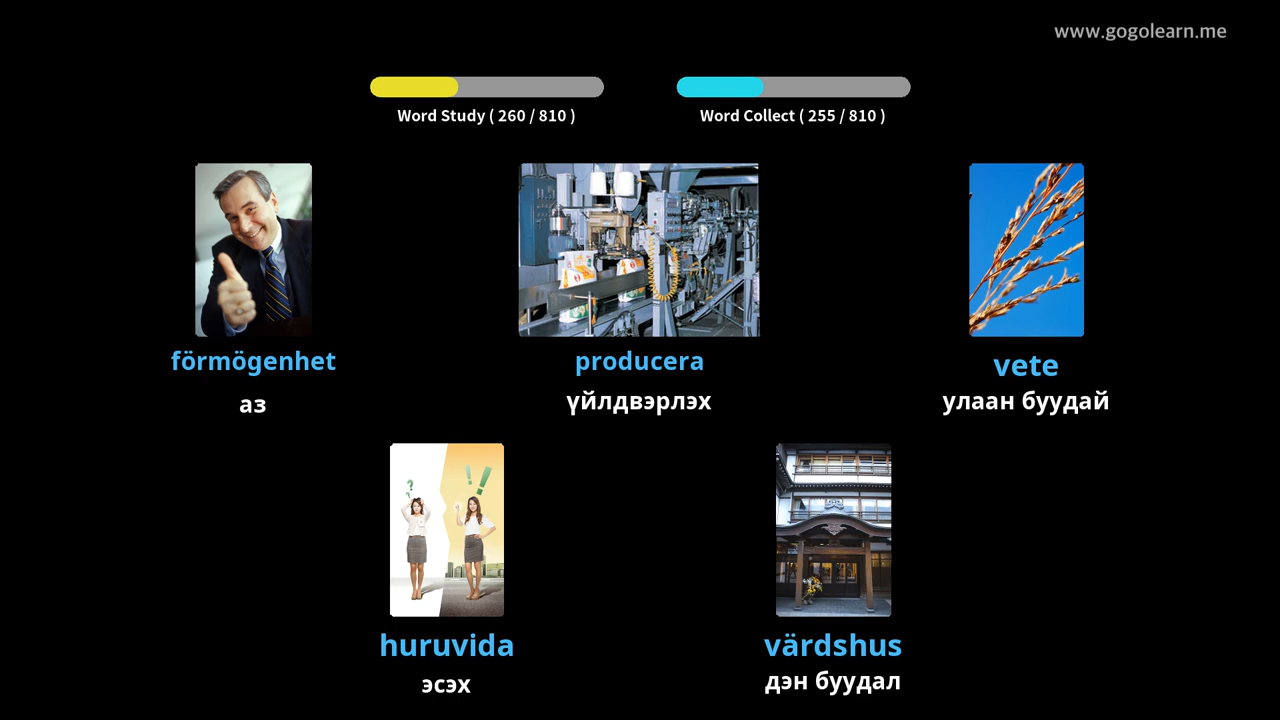 www.gogolearn.me
Word Study ( 260 / 810 )
Word Collect ( 255 / 810 )
förmögenhet
producera
vete
аз
үйлдвэрлэх
улаан буудай
huruvida
värdshus
эсэх
дэн буудал